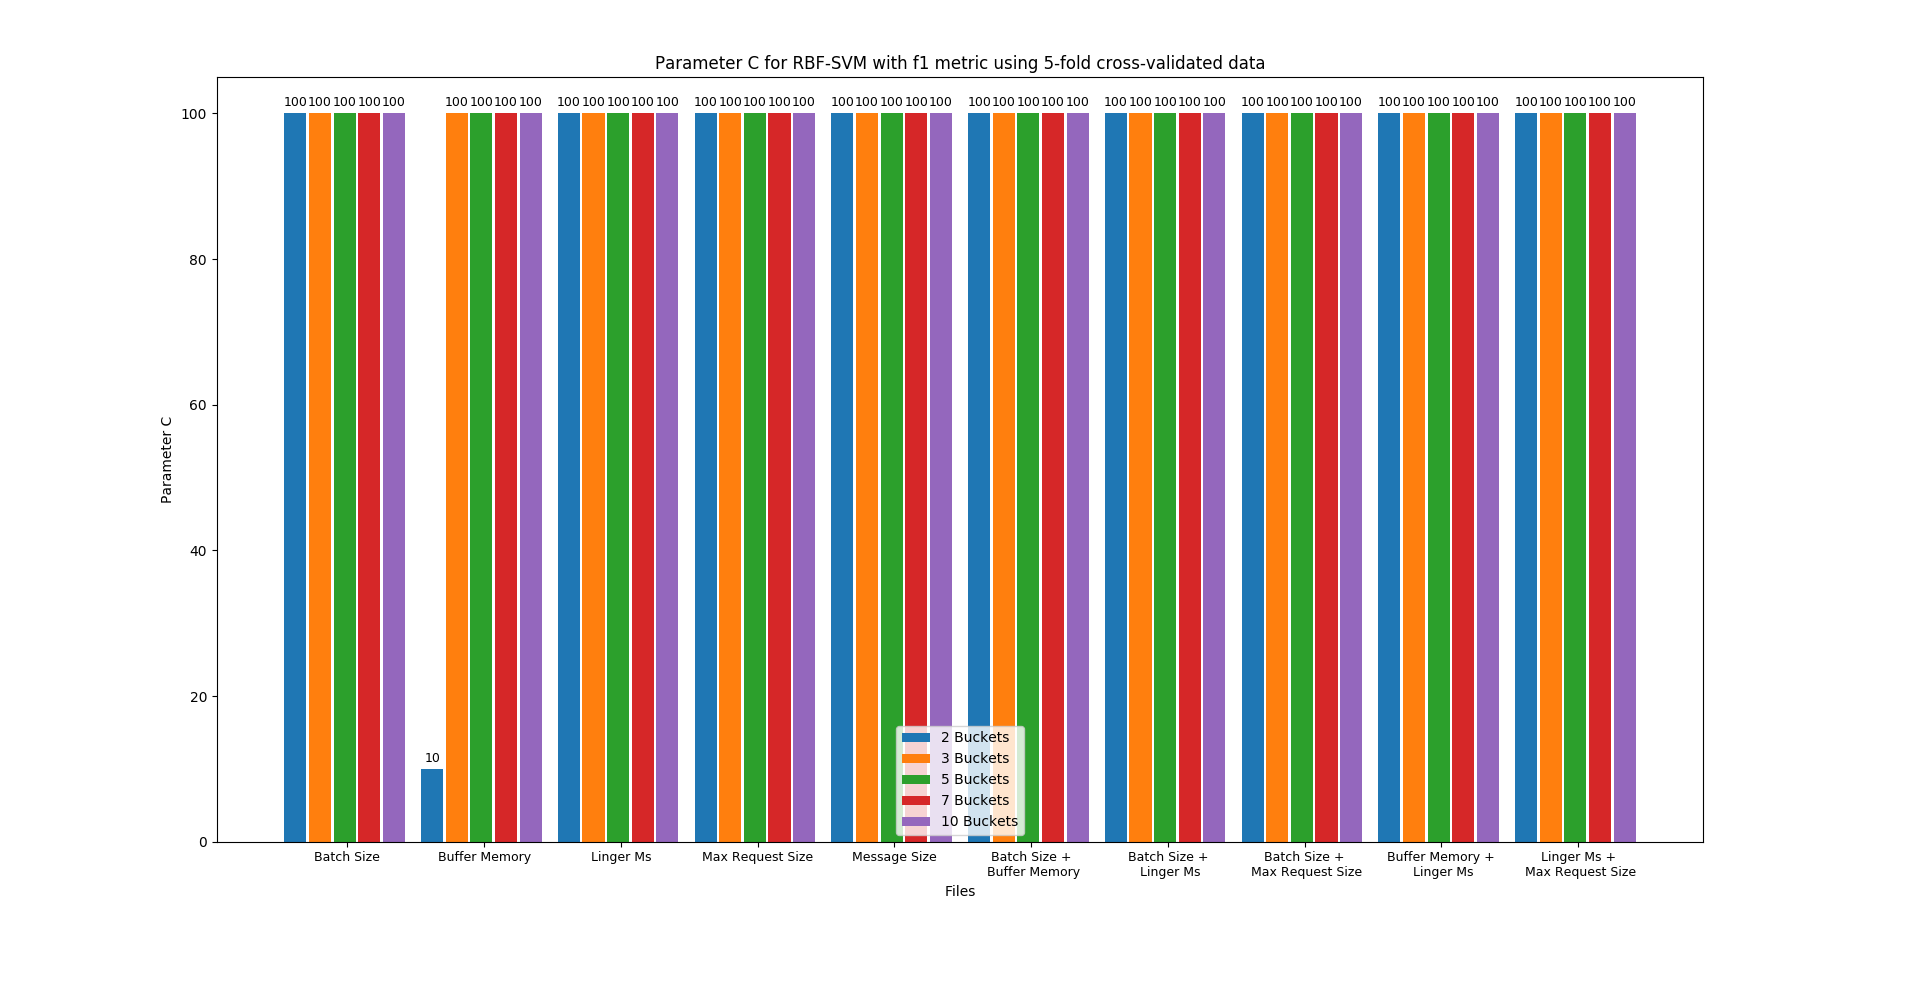 Parameter C for RBF-SVM with f1 metric using 5-fold cross-validated data
100 100 100 100 100 100 100 100 100 100 100 100 100 100 100 100 100 100 100 100 100 100 100 100 100 100 100 100 100 100 100 100 100 100 100 100 100 100 100 100 100 100 100 100 100 100 100 100 100
10
100
80
60
40
20
0
Parameter C
2 Buckets
3 Buckets
5 Buckets
7 Buckets
10 Buckets
Batch Size
Buffer Memory
Linger Ms
Max Request Size
Message Size
Batch Size +
Buffer Memory
Batch Size +
Linger Ms
Batch Size +
Max Request Size
Buffer Memory +
Linger Ms
Linger Ms +
Max Request Size
Files